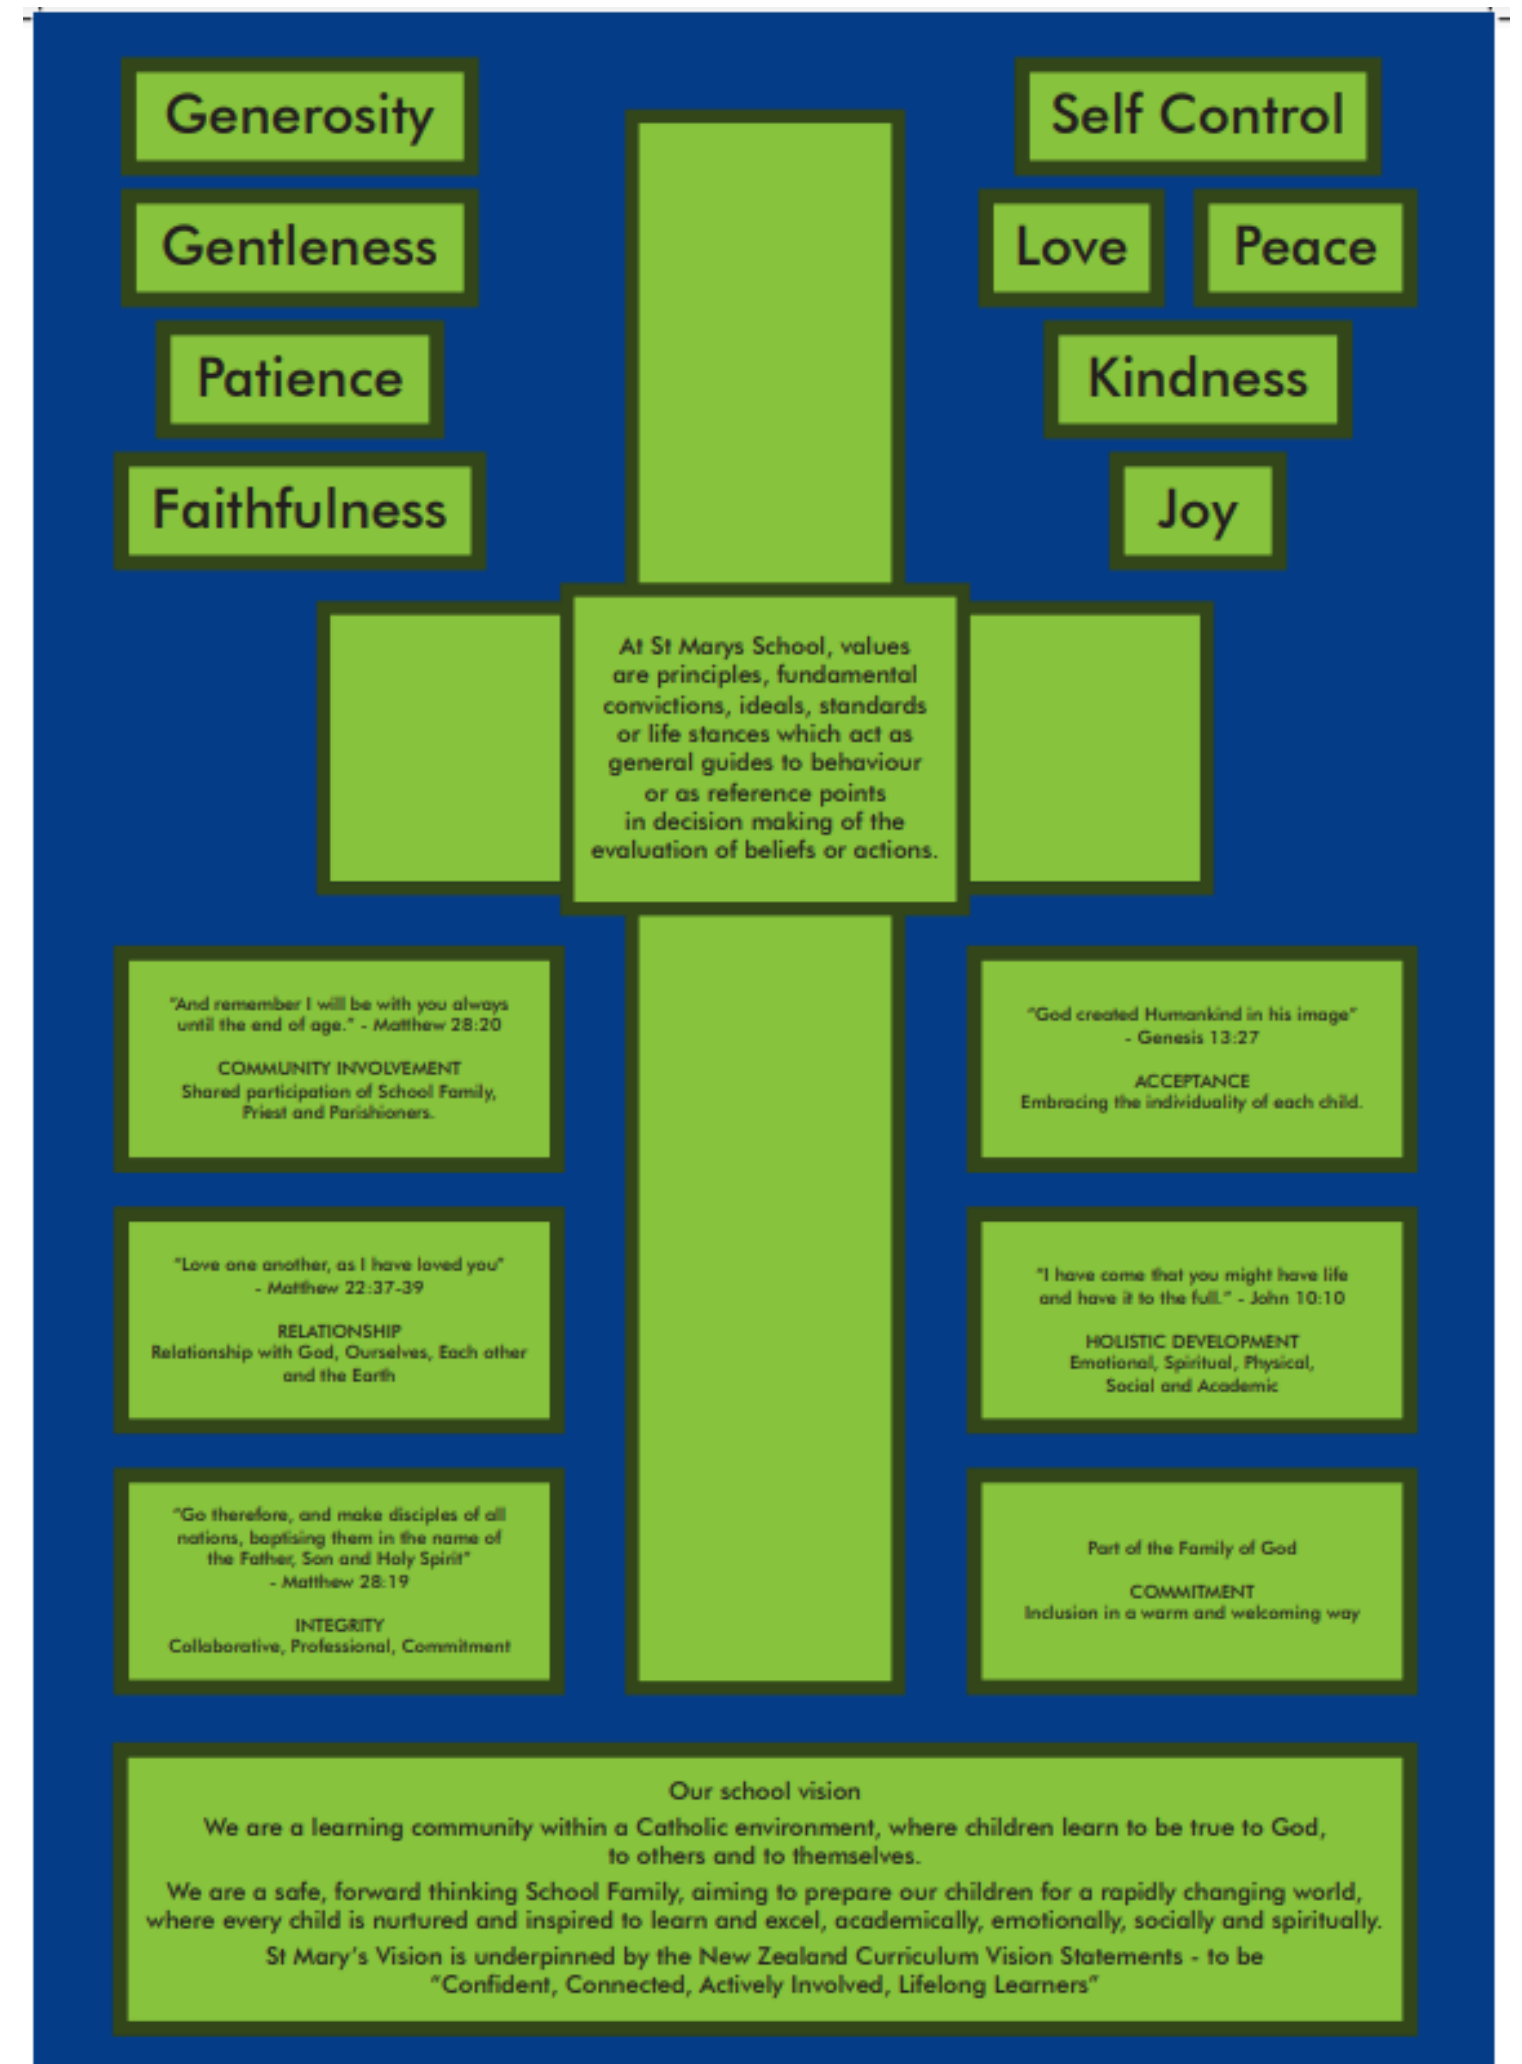 Generosity
Gentleness
Patience
Faithfulness
Self Control
Love
Peace
Kindness
Joy
At St Marys School, values
are principles, fundamental
convictions, ideals, standards
or life stances which act as
general guides to behaviour
or as reference points
in decision making of the
evaluation of beliefs or actions.
"And remember I will be with you always
until the end of age." - Matthew 28:20
COMMUNITY INVOLVEMENT
Shared participation of School Family,
Priest and Parishioners.
"God created Humankind in his image"
- Genesis 13:27
ACCEPTANCE
Embracing the individuality of each child.
"Love one another, as I have loved you"
- Matthew 22:37-39
RELATIONSHIP
Relationship with God, Ourselves, Each other
and the Earth
"I have come that you might have life
and have it to the full." - John 10:10
HOLISTIC DEVELOPMENT
Emotional, Spiritual, Physical,
Social and Academic
"Go therefore, and make disciples of all
nations, baptising them in the name of
the Father, Son and Holy Spirit"
- Matthew 28:19
INTEGRITY
Collaborative, Professional, Commitment
Part of the Family of God
COMMITMENT
Inclusion in a warm and welcoming way
Our school vision
We are a learning community within a Catholic environment, where children learn to be true to God,
to others and to themselves.
We are a safe, forward thinking School Family, aiming to prepare our children for a rapidly changing world,
where every child is nurtured and inspired to learn and excel, academically, emotionally, socially and spiritually.
St Mary's Vision is underpinned by the New Zealand Curriculum Vision Statements - to be
"Confident, Connected, Actively Involved, Lifelong Learners"